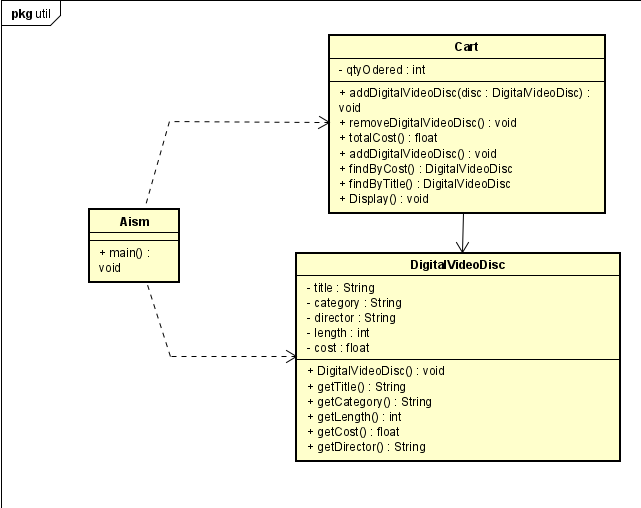 pkg util
Cart
- qtyOdered : int
+ addDigitalVideoDisc(disc : DigitalVideoDisc) :
void
+ removeDigitalVideoDisc() : void
+ totalCost() : float
+ addDigitalVideoDisc() : void
+ findByCost() : DigitalVideoDisc
+ findByTitle() : DigitalVideoDisc
+ Display() : void
Aism
+ main() :
void
DigitalVideoDisc
- title : String
- category : String
- director : String
- length : int
- cost : float
+ DigitalVideoDisc() : void
+ getTitle() : String
+ getCategory() : String
+ getLength() : int
+ getCost() : float
+ getDirector() : String